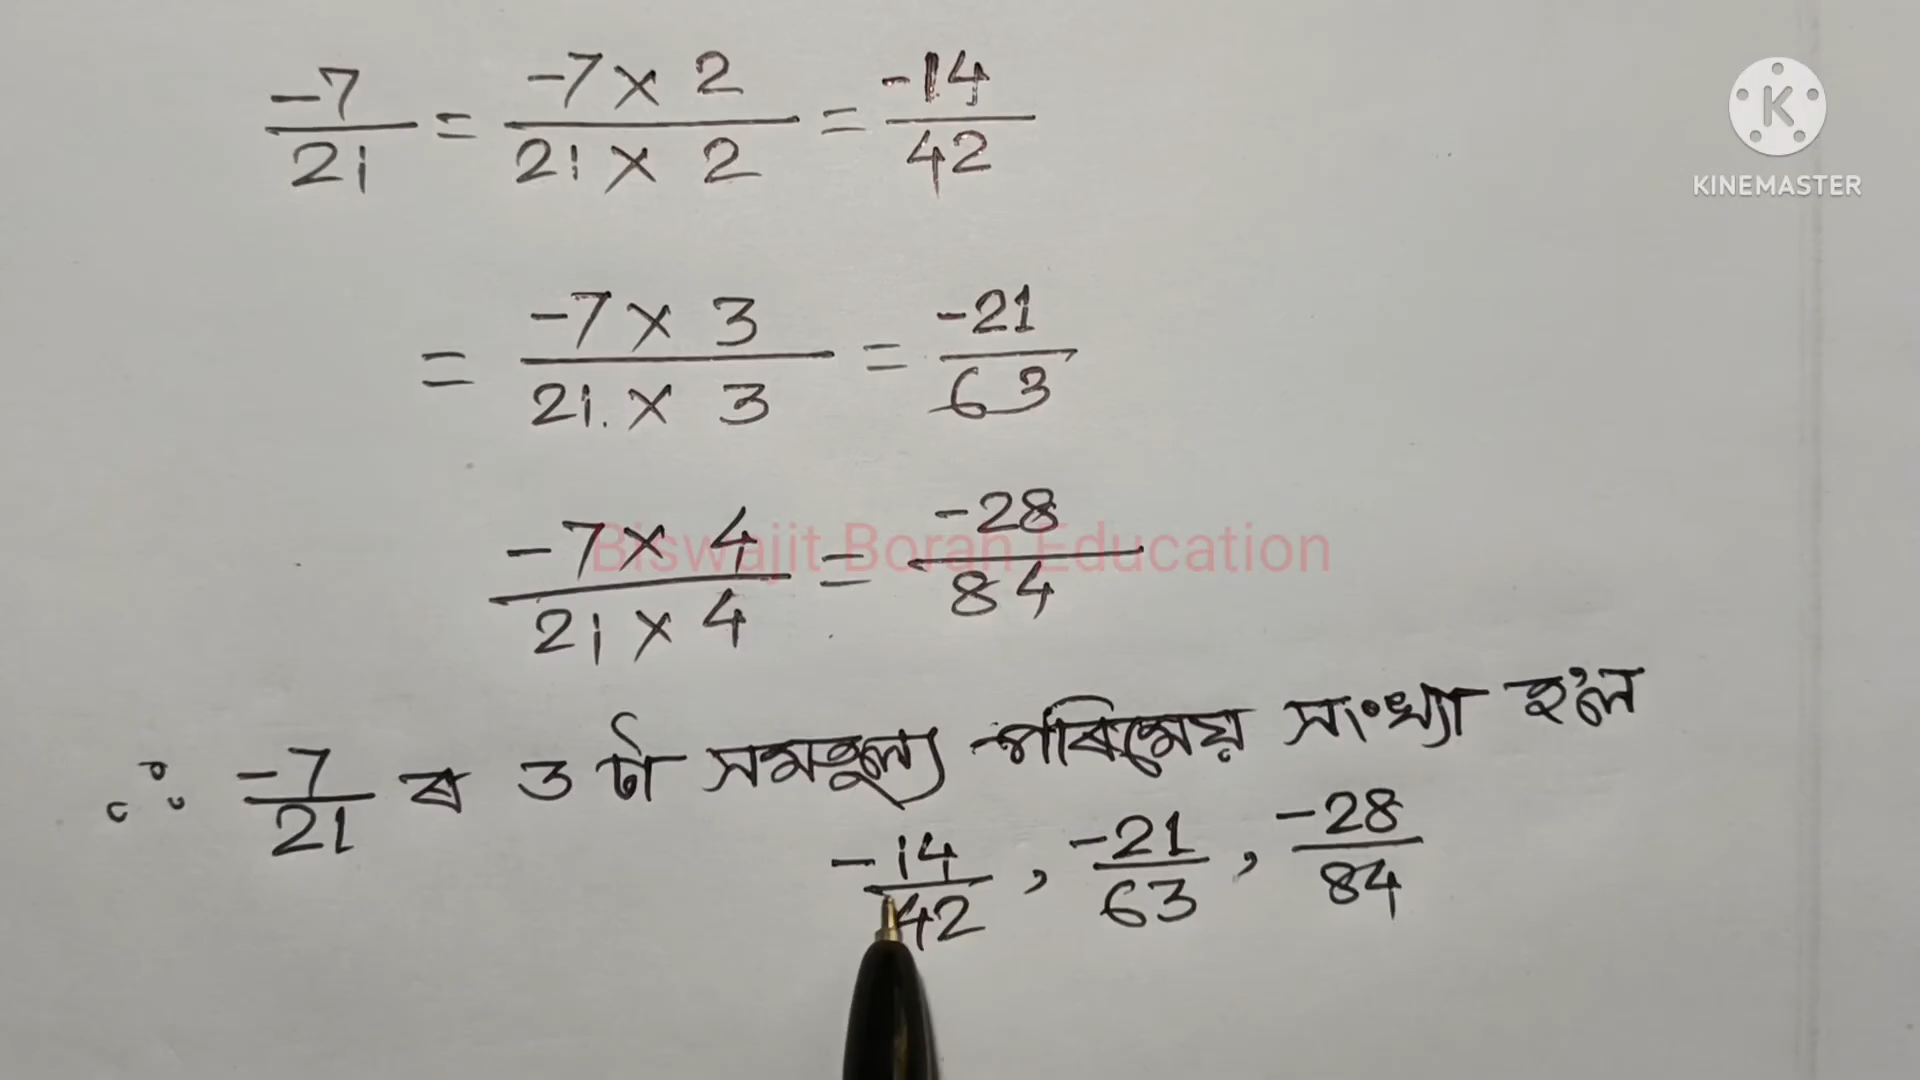 -7/21 = -7 × 2 / 21 × 2 = -14/42
KINEMASTER
= -7 × 3 / 21 × 3 = -21/63
-7 × 4 / 21 × 4 = -28/84
Biswajit Borah Education
∴ -7/21 ৰ 3 টা সমতুল্য পৰিমেয় সংখ্যা হ'ল
-14/42 , -21/63 , -28/84